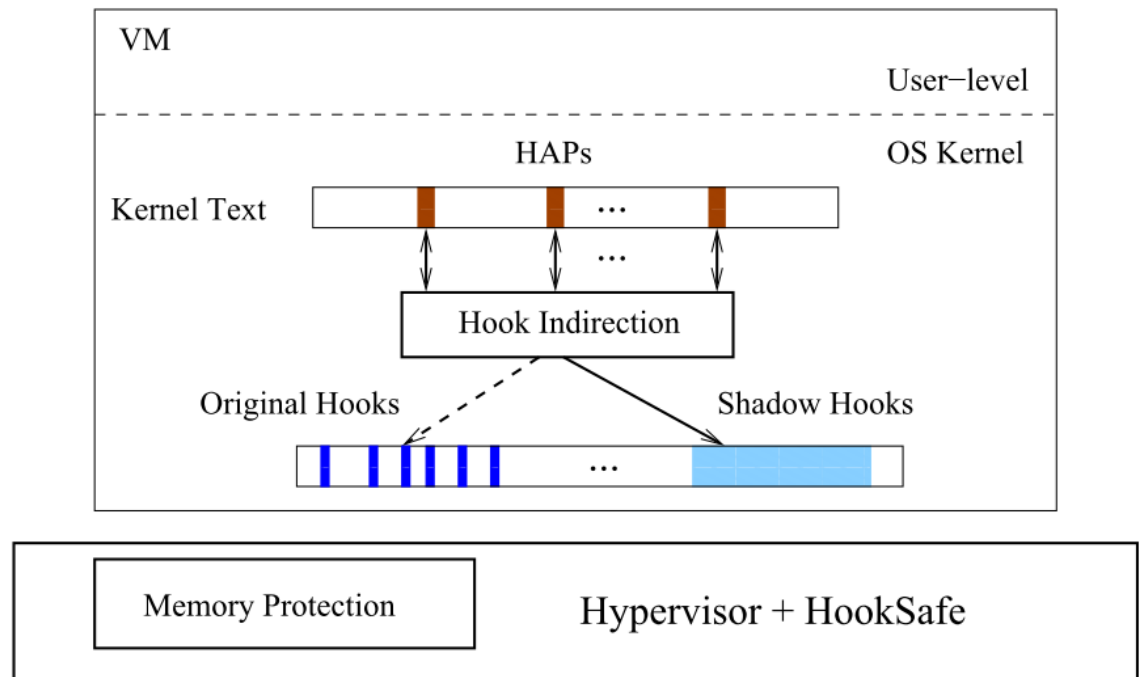 VM
User−level
HAPs
OS Kernel
Kernel Text
...
...
Hook Indirection
Original Hooks
Shadow Hooks
...
Memory Protection
Hypervisor + HookSafe